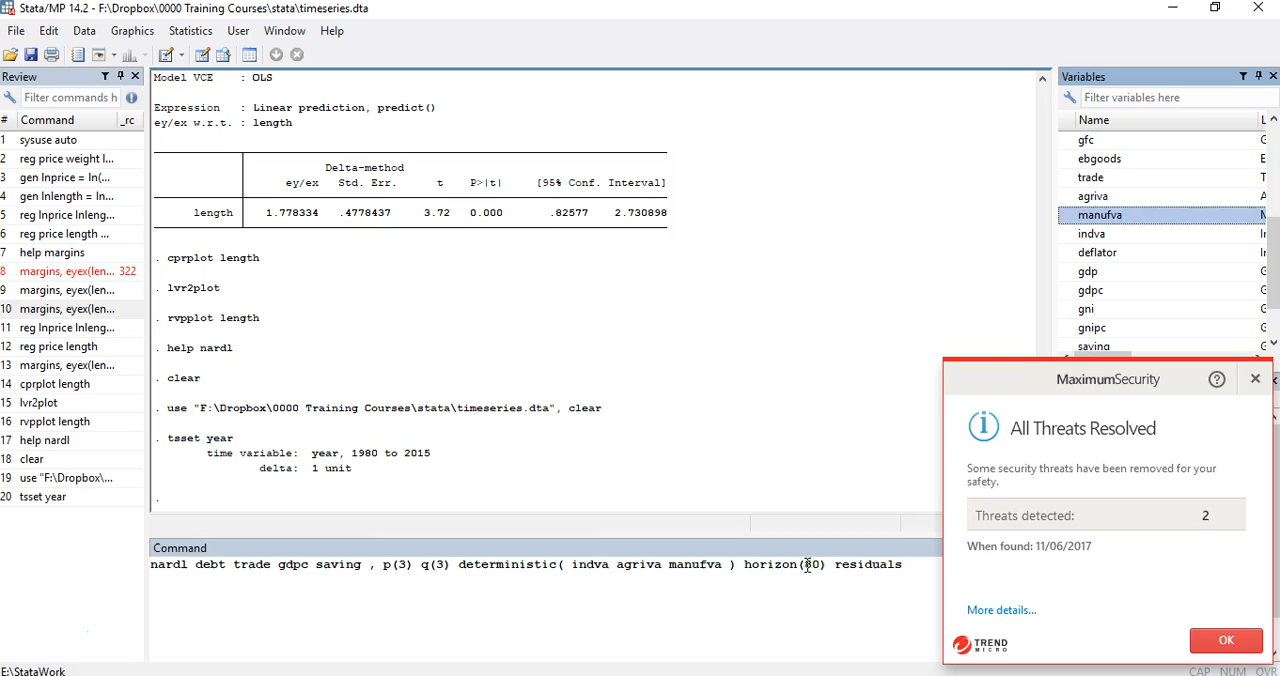 Stata/MP 14.2 - F:\Dropbox\0000 Training Courses\stata\timeseries.dta
File Edit Data Graphics Statistics User Window Help
Review
Filter commands h
# Command _rc
1 sysuse auto
2 reg price weight l...
3 gen lnprice = ln(...
4 gen lnlength = ln...
5 reg lnprice lnleng...
6 reg price length ...
7 help margins
8 margins, eyex(len... 322
9 margins, eyex(len...
10 margins, eyex(len...
11 reg lnprice lnleng...
12 reg price length
13 margins, eyex(len...
14 cprplot length
15 lvr2plot
16 rvpplot length
17 help nardl
18 clear
19 use "F:\Dropbox\...
20 tsset year
Model VCE : OLS
Expression : Linear prediction, predict()
ey/ex w.r.t. : length
Delta-method
ey/ex Std. Err. t P>|t| [95% Conf. Interval]
length 1.778334 .4778437 3.72 0.000 .82577 2.730898
. cprplot length
. lvr2plot
. rvpplot length
. help nardl
. clear
. use "F:\Dropbox\0000 Training Courses\stata\timeseries.dta", clear
. tsset year
time variable: year, 1980 to 2015
delta: 1 unit
.
Command
nardl debt trade gdpc saving , p(3) q(3) deterministic( indva agriva manufva ) horizon(80) residuals
Variables
Filter variables here
Name L
gfc G
ebgoods
trade T
agriva A
manufva M
indva In
deflator In
gdp G
gdpc G
gni G
gnipc G
saving G
MaximumSecurity
All Threats Resolved
Some security threats have been removed for your
safety.
Threats detected: 2
When found: 11/06/2017
More details...
TREND
MICRO
OK
E:\StataWork
CAP NUM OVR